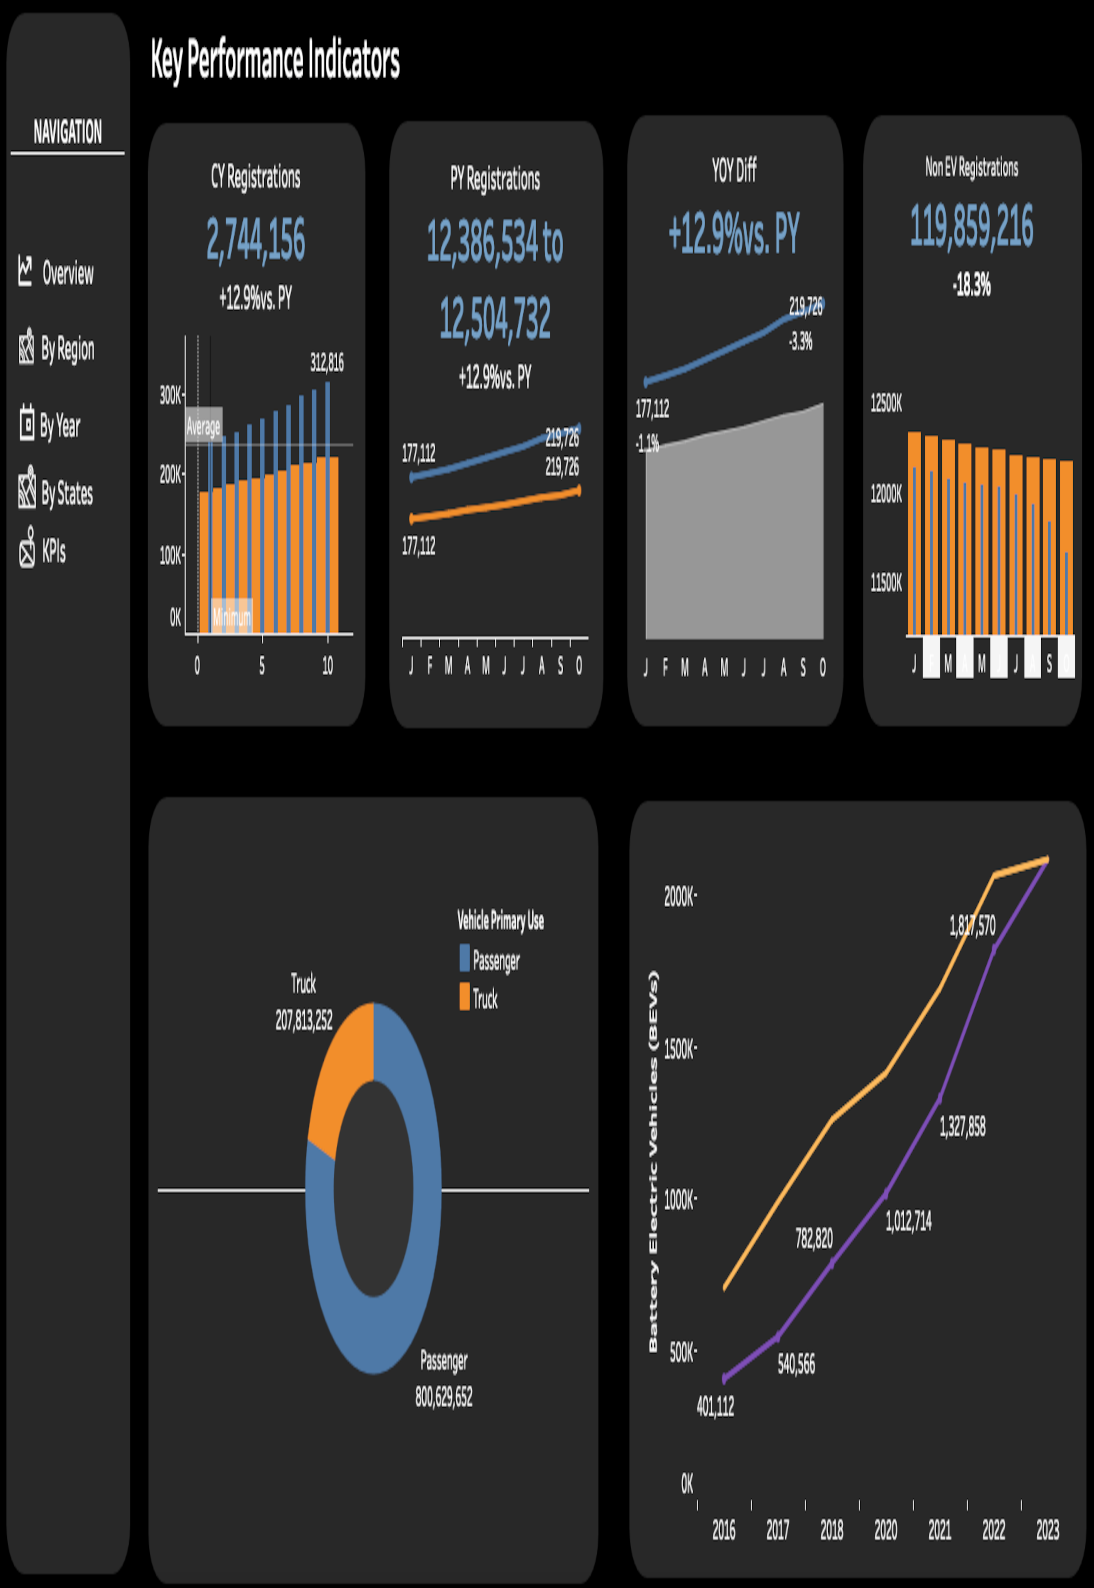 Key Performance Indicators
NAVIGATION
Overview
By Region
By Year
By States
KPIs
CY Registrations
2,744,156
+12.9%vs. PY
312,816
300K
Average
200K
100K
Minimum
0K
0 5 10
PY Registrations
12,386,534 to
12,504,732
+12.9%vs. PY
177,112
219,726
219,726
177,112
J F M A M J J A S O
YOY Diff
+12.9%vs. PY
219,726
-3.3%
177,112
-1.1%
J F M A M J J A S O
Non EV Registrations
119,859,216
-18.3%
12500K
12000K
11500K
J M M J S
Vehicle Primary Use
Passenger
Truck
Truck
207,813,252
Passenger
800,629,652
Battery Electric Vehicles (BEVs)
2000K
1,817,570
1500K
1,327,858
1000K
1,012,714
782,820
500K
540,566
401,112
0K
2016 2017 2018 2020 2021 2022 2023